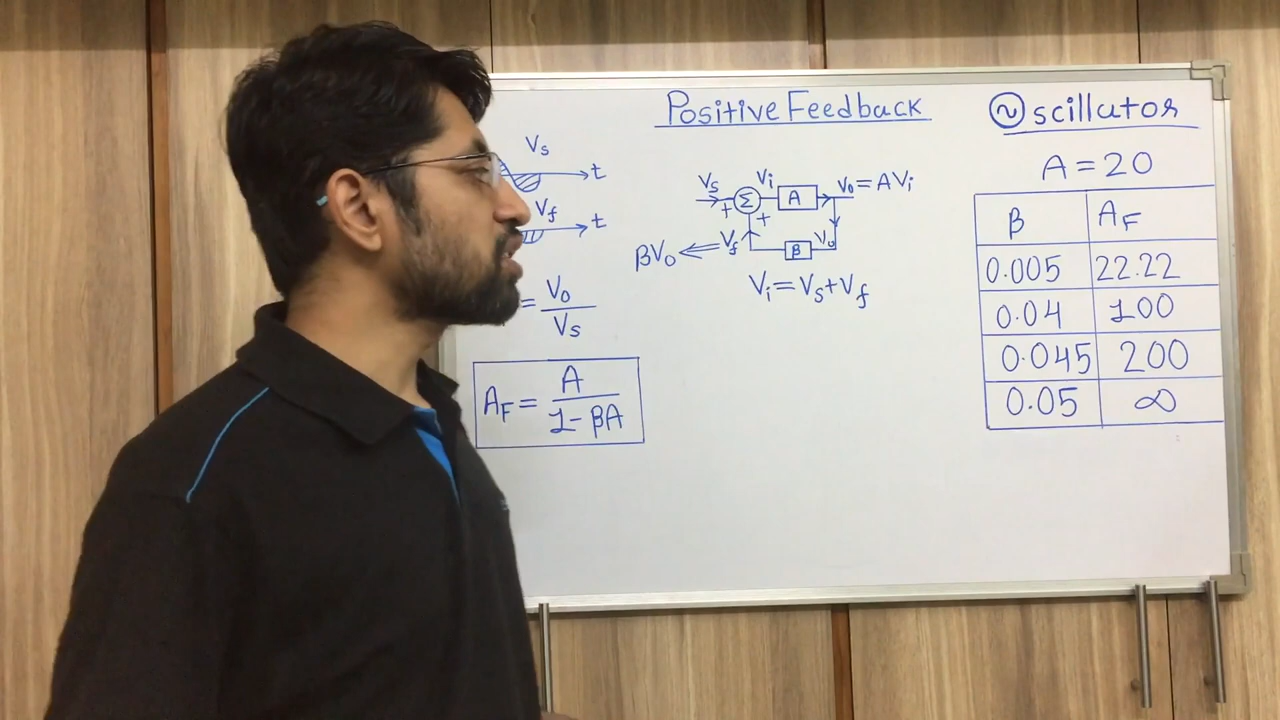 Positive Feedback
Vs
t
Vf
t
= Vo / Vs
AF = A / 1 - βA
Vs
+
Σ
+
Vi
A
Vo = AVi
βVo ⇐ Vf
β
Vo
Vi = Vs + Vf
~scillator
A = 20
β AF
0.005 22.22
0.04 100
0.045 200
0.05 ∞